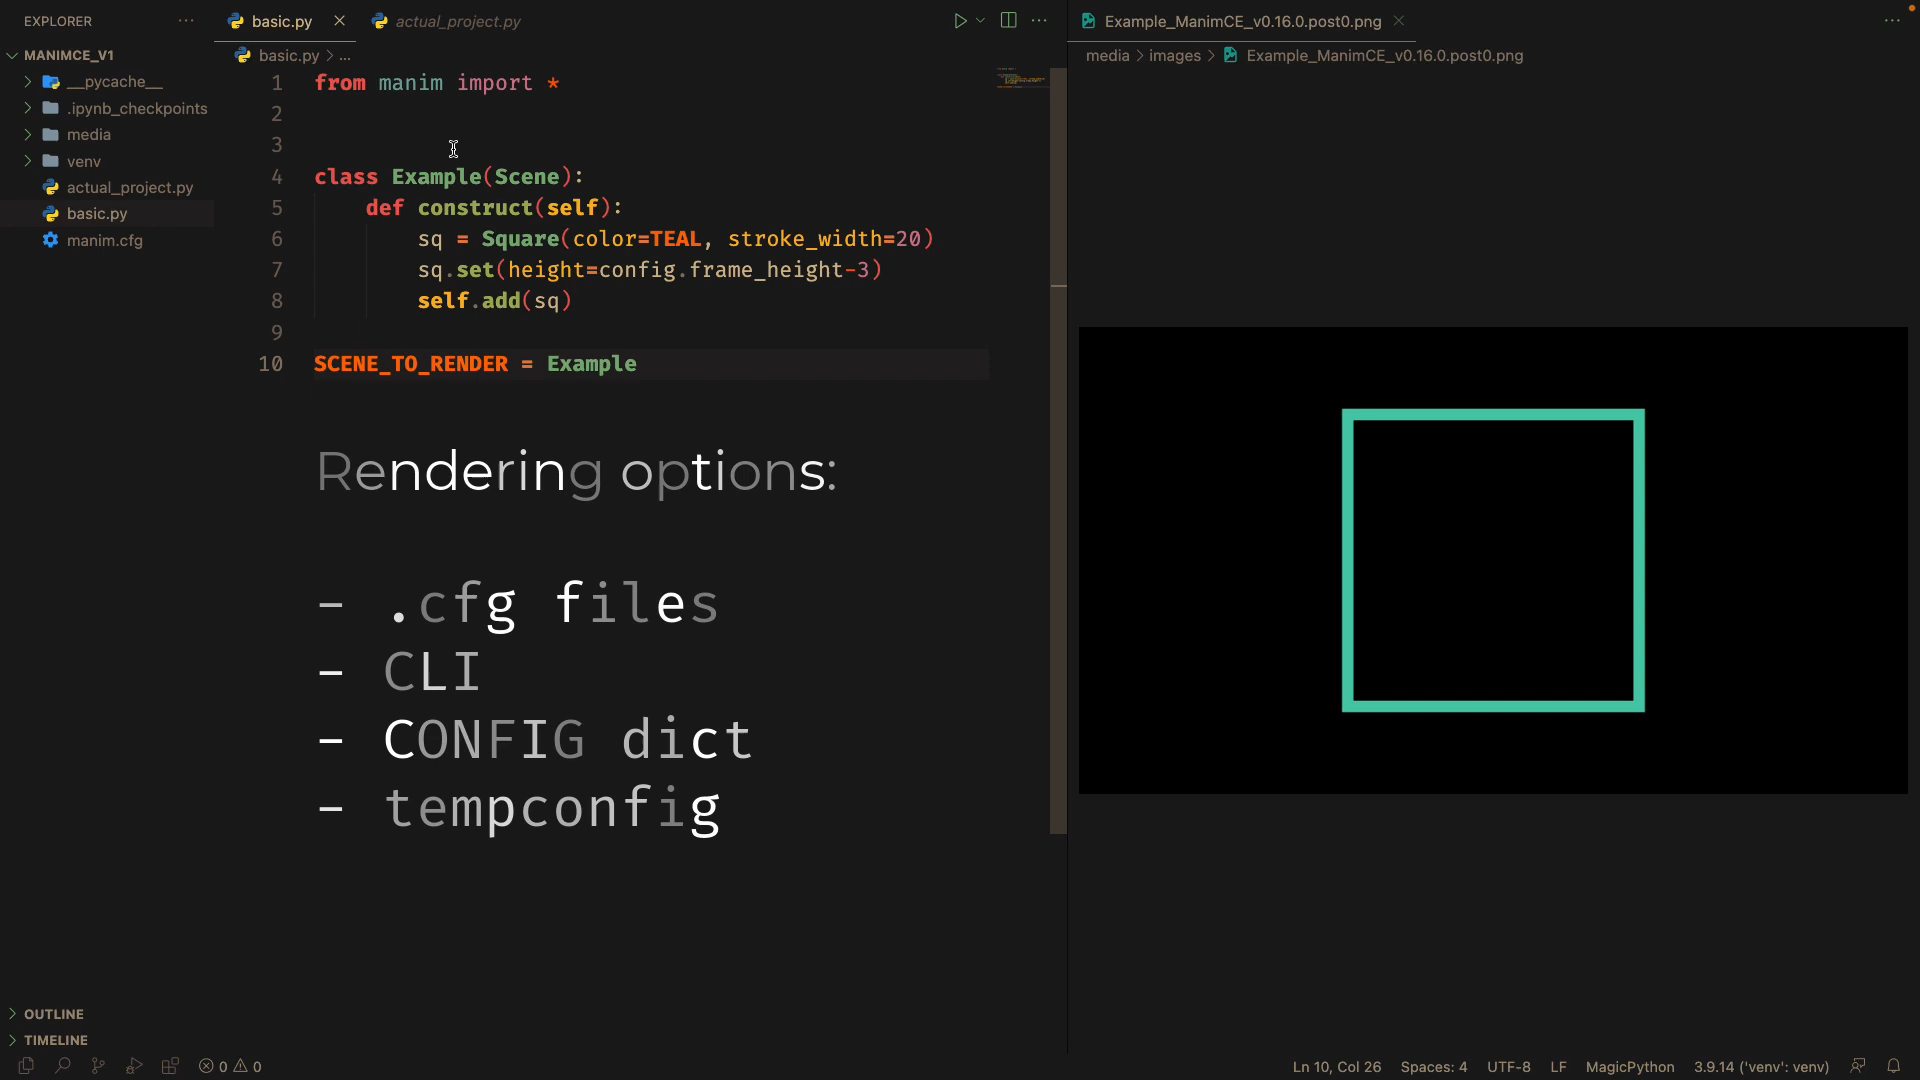 EXPLORER
MANIMCE_V1
__pycache__
.ipynb_checkpoints
media
venv
actual_project.py
basic.py
manim.cfg
OUTLINE
TIMELINE
basic.py
actual_project.py
basic.py > ...
1 from manim import *
2
3
4 class Example(Scene):
5 def construct(self):
6 sq = Square(color=TEAL, stroke_width=20)
7 sq.set(height=config.frame_height-3)
8 self.add(sq)
9
10 SCENE_TO_RENDER = Example
Rendering options:
- .cfg files
- CLI
- CONFIG dict
- tempconfig
Example_ManimCE_v0.16.0.post0.png
media > images > Example_ManimCE_v0.16.0.post0.png
0 0
Ln 10, Col 26 Spaces: 4 UTF-8 LF MagicPython 3.9.14 ('venv': venv)